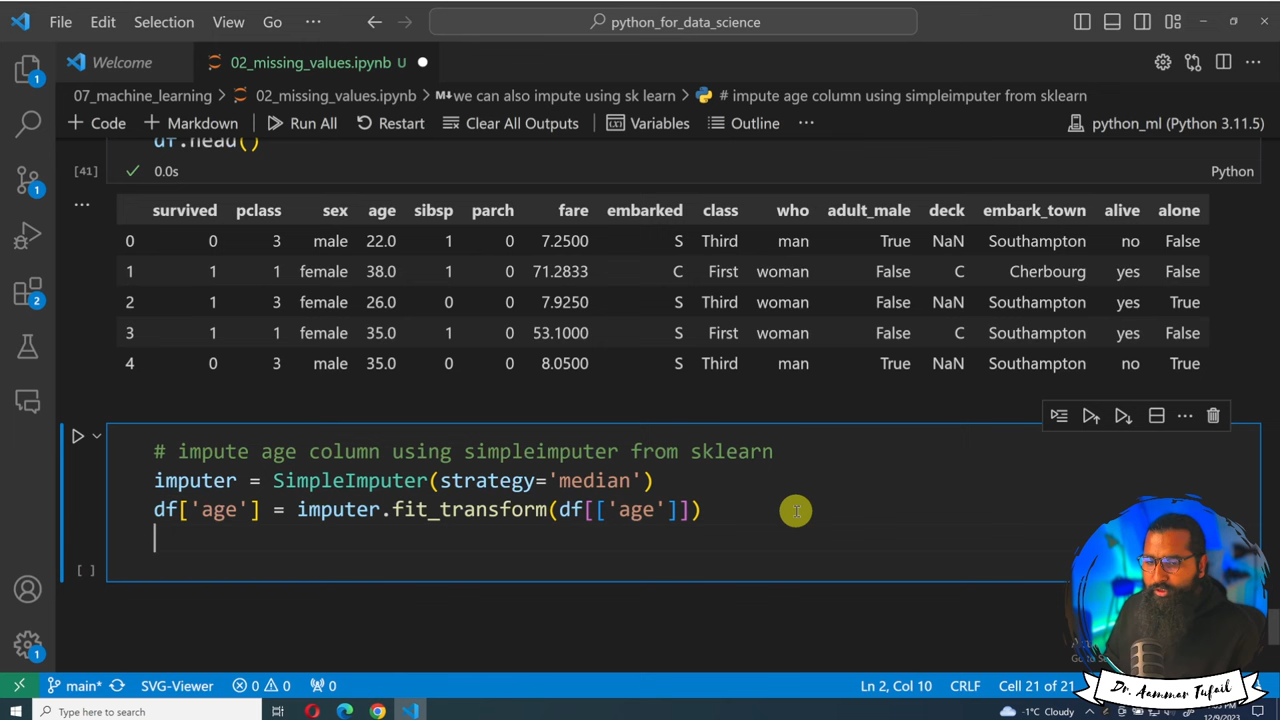 File Edit Selection View Go ··· python_for_data_science
Welcome 02_missing_values.ipynb U
07_machine_learning > 02_missing_values.ipynb > M↓we can also impute using sk learn > # impute age column using simpleimputer from sklearn
+ Code + Markdown Run All Restart Clear All Outputs Variables Outline ··· python_ml (Python 3.11.5)
df.head()
[41] 0.0s Python
survived pclass sex age sibsp parch fare embarked class who adult_male deck embark_town alive alone
0 0 3 male 22.0 1 0 7.2500 S Third man True NaN Southampton no False
1 1 1 female 38.0 1 0 71.2833 C First woman False C Cherbourg yes False
2 1 3 female 26.0 0 0 7.9250 S Third woman False NaN Southampton yes True
3 1 1 female 35.0 1 0 53.1000 S First woman False C Southampton yes False
4 0 3 male 35.0 0 0 8.0500 S Third man True NaN Southampton no True
# impute age column using simpleimputer from sklearn
imputer = SimpleImputer(strategy='median')
df['age'] = imputer.fit_transform(df[['age']])
[ ]
1
1
2
1
main* SVG-Viewer 0 0 0 Ln 2, Col 10 CRLF Cell 21 of 21
Dr. Aammar Tufail
Type here to search -1°C Cloudy
12/9/2023